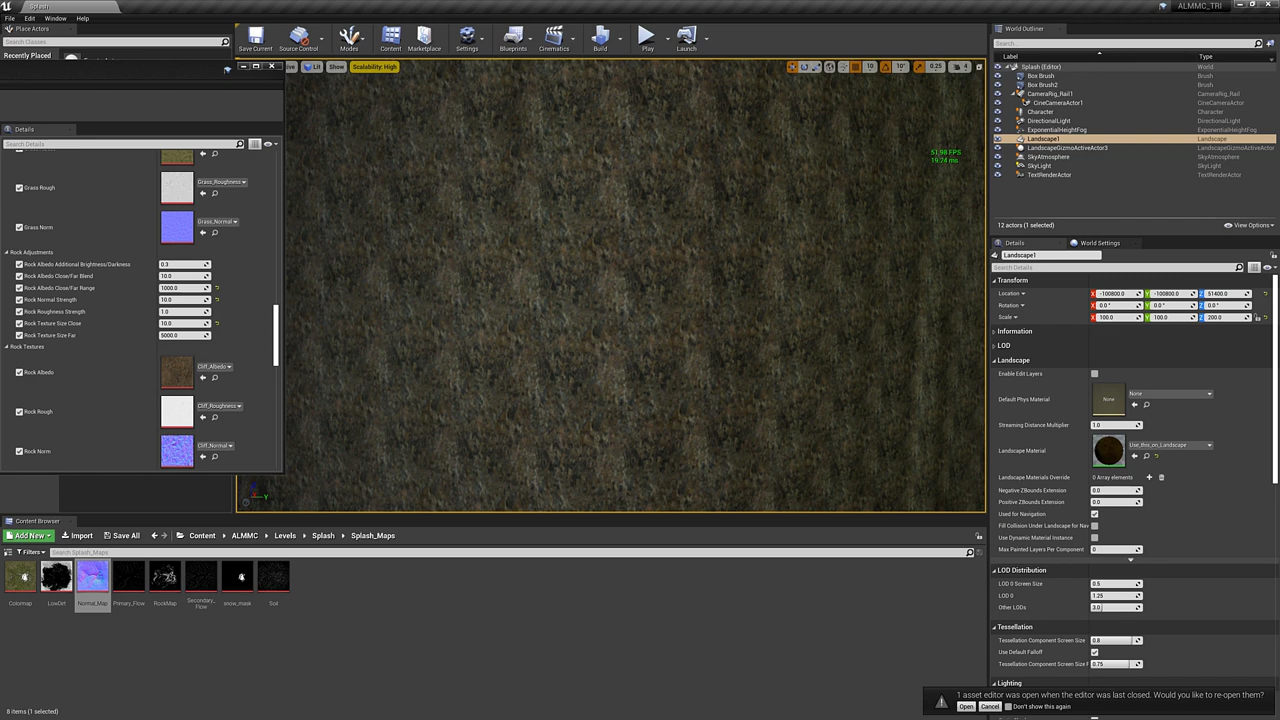 Splash
ALMMC_TRI
File Edit Window Help
Place Actors
Search Classes
Recently Placed
Save Current
Source Control
Modes
Content
Marketplace
Settings
Blueprints
Cinematics
Build
Play
Launch
Lit
Show
Scalability: High
10
10°
0.25
4
51.98 FPS
19.24 ms
Details
Search Details
Grass Rough
Grass_Roughness
Grass Norm
Grass_Normal
Rock Adjustments
Rock Albedo Additional Brightness/Darkness 0.3
Rock Albedo Close/Far Blend 10.0
Rock Albedo Close/Far Range 1000.0
Rock Normal Strength 10.0
Rock Roughness Strength 1.0
Rock Texture Size Close 10.0
Rock Texture Size Far 5000.0
Rock Textures
Rock Albedo
Cliff_Albedo
Rock Rough
Cliff_Roughness
Rock Norm
Cliff_Normal
World Outliner
Search...
Label Type
Splash (Editor) World
Box Brush Brush
Box Brush2 Brush
CameraRig_Rail1 CameraRig_Rail
CineCameraActor1 CineCameraActor
Character Character
DirectionalLight DirectionalLight
ExponentialHeightFog ExponentialHeightFog
Landscape1 Landscape
LandscapeGizmoActiveActor3 LandscapeGizmoActiveActor
SkyAtmosphere SkyAtmosphere
SkyLight SkyLight
TextRenderActor TextRenderActor
12 actors (1 selected)
View Options
Details
World Settings
Landscape1
Search Details
Transform
Location X -100800.0 Y -100800.0 Z 51400.0
Rotation X 0.0 ° Y 0.0 ° Z 0.0 °
Scale X 100.0 Y 100.0 Z 200.0
Information
LOD
Landscape
Enable Edit Layers
Default Phys Material None None
Streaming Distance Multiplier 1.0
Landscape Material Use_this_on_Landscape
Landscape Materials Override 0 Array elements
Negative ZBounds Extension 0.0
Positive ZBounds Extension 0.0
Used for Navigation
Fill Collision Under Landscape for Nav
Use Dynamic Material Instance
Max Painted Layers Per Component 0
LOD Distribution
LOD 0 Screen Size 0.5
LOD 0 1.25
Other LODs 3.0
Tessellation
Tessellation Component Screen Size 0.8
Use Default Falloff
Tessellation Component Screen Size F 0.75
Lighting
Content Browser
Add New
Import
Save All
Content
ALMMC
Levels
Splash
Splash_Maps
Filters
Search Splash_Maps
Colormap
LowDet
Normal_Map
Primary_Flow
RockMap
Secondary_
Flow
snow_mask
Soil
8 items (1 selected)
1 asset editor was open when the editor was last closed. Would you like to re-open them?
Open Cancel Don't show this again